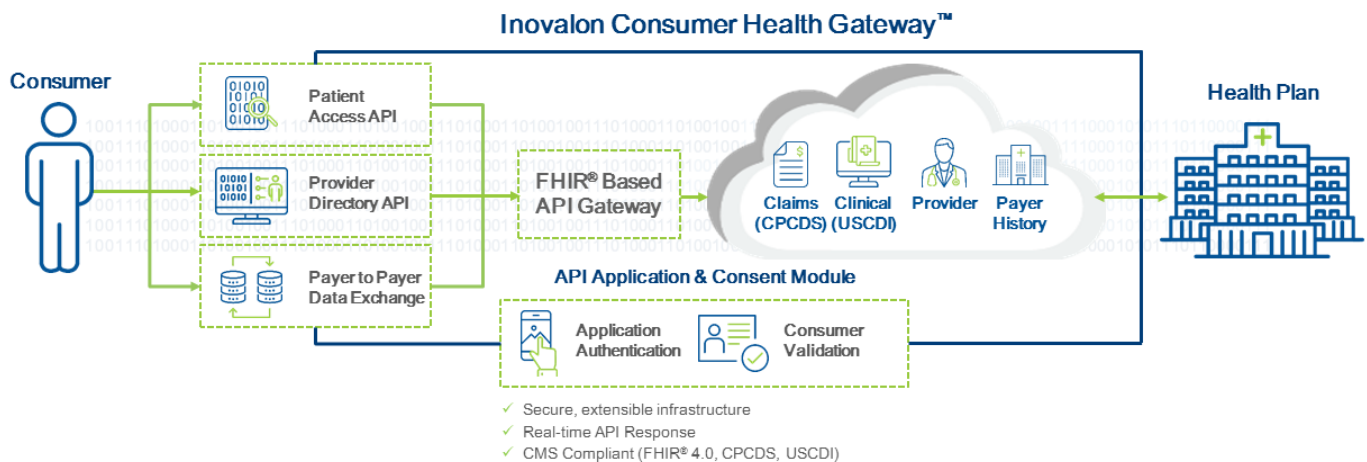 Inovalon Consumer Health Gateway™
Consumer
Patient
Access API
Provider
Directory API
Payer to Payer
Data Exchange
FHIR® Based
API Gateway
Claims
(CPCDS)
Clinical
(USCDI)
Provider
Payer
History
Health Plan
API Application & Consent Module
Application
Authentication
Consumer
Validation
✓ Secure, extensible infrastructure
✓ Real-time API Response
✓ CMS Compliant (FHIR® 4.0, CPCDS, USCDI)